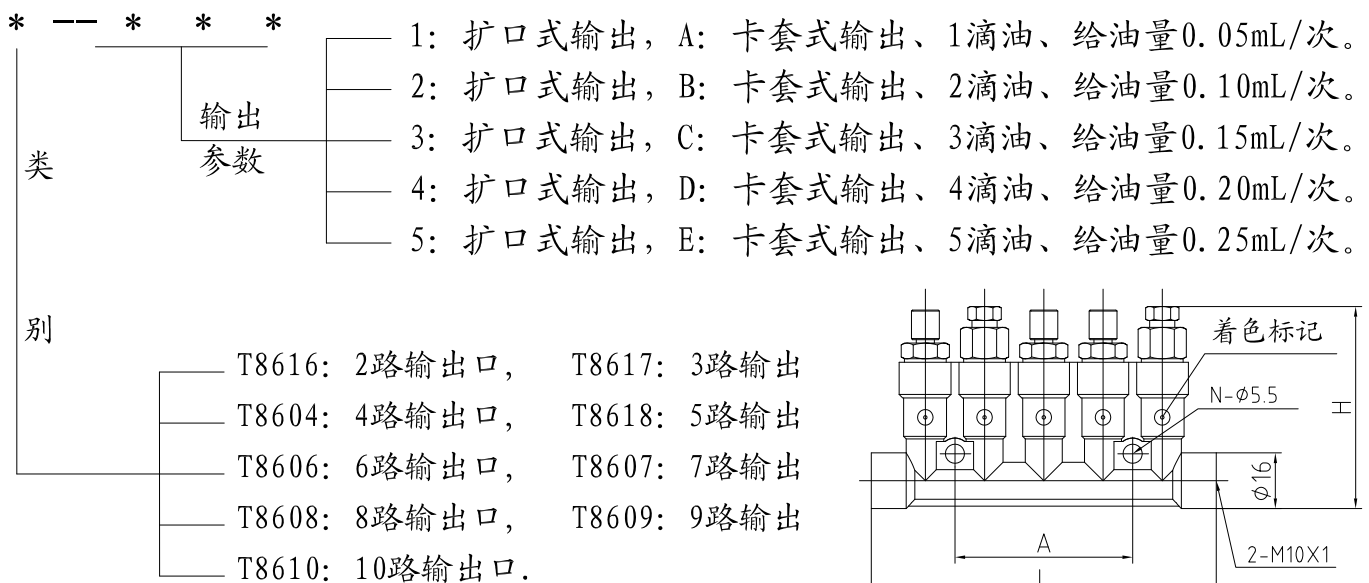 * -- * * *
1: 扩口式输出, A: 卡套式输出、1滴油、给油量0.05mL/次。
2: 扩口式输出, B: 卡套式输出、2滴油、给油量0.10mL/次。
输出
参数
3: 扩口式输出, C: 卡套式输出、3滴油、给油量0.15mL/次。
4: 扩口式输出, D: 卡套式输出、4滴油、给油量0.20mL/次。
5: 扩口式输出, E: 卡套式输出、5滴油、给油量0.25mL/次。
类
别
T8616: 2路输出口, T8617: 3路输出
T8604: 4路输出口, T8618: 5路输出
T8606: 6路输出口, T8607: 7路输出
T8608: 8路输出口, T8609: 9路输出
T8610: 10路输出口.
着色标记
N-φ5.5
H
φ16
A
2-M10X1